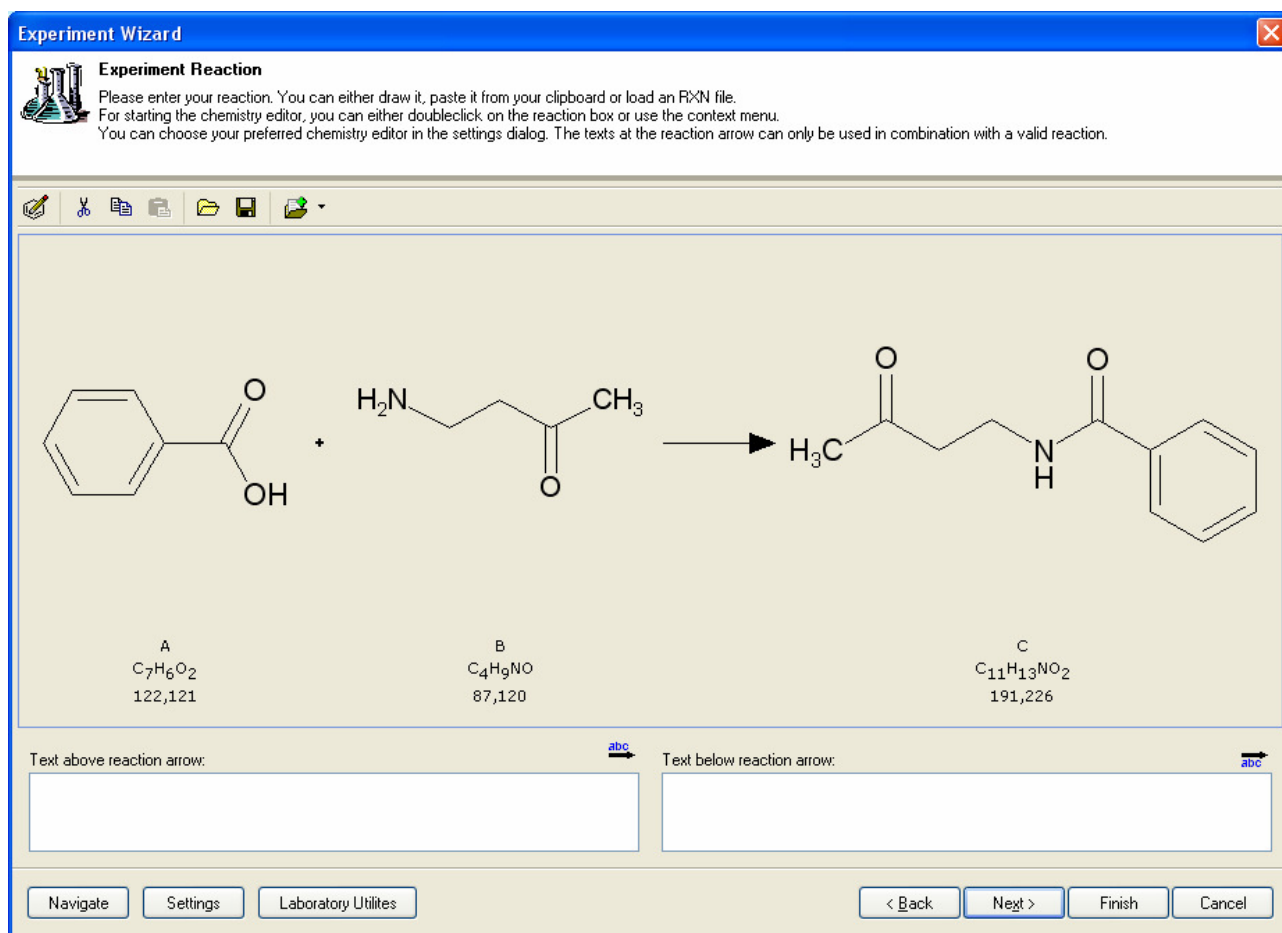 Experiment Wizard
Experiment Reaction
Please enter your reaction. You can either draw it, paste it from your clipboard or load an RXN file.
For starting the chemistry editor, you can either doubleclick on the reaction box or use the context menu.
You can choose your preferred chemistry editor in the settings dialog. The texts at the reaction arrow can only be used in combination with a valid reaction.
O
OH
+
H₂N
CH₃
O
O
O
H₃C
N
H
A
C₇H₆O₂
122,121
B
C₄H₉NO
87,120
C
C₁₁H₁₃NO₂
191,226
Text above reaction arrow:
abc
Text below reaction arrow:
abc
Navigate
Settings
Laboratory Utilites
< Back
Next >
Finish
Cancel